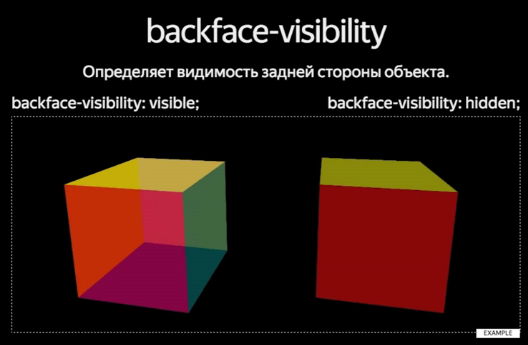 backface-visibility
Определяет видимость задней стороны объекта.
backface-visibility: visible;
backface-visibility: hidden;
EXAMPLE